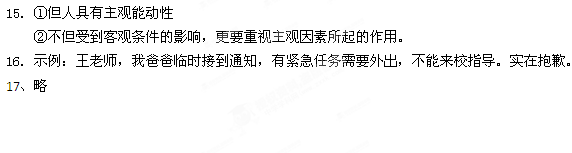 15. ①但人具有主观能动性
②不但受到客观条件的影响，更要重视主观因素所起的作用。
16. 示例：王老师，我爸爸临时接到通知，有紧急任务需要外出，不能来校指导。实在抱歉。
17、略